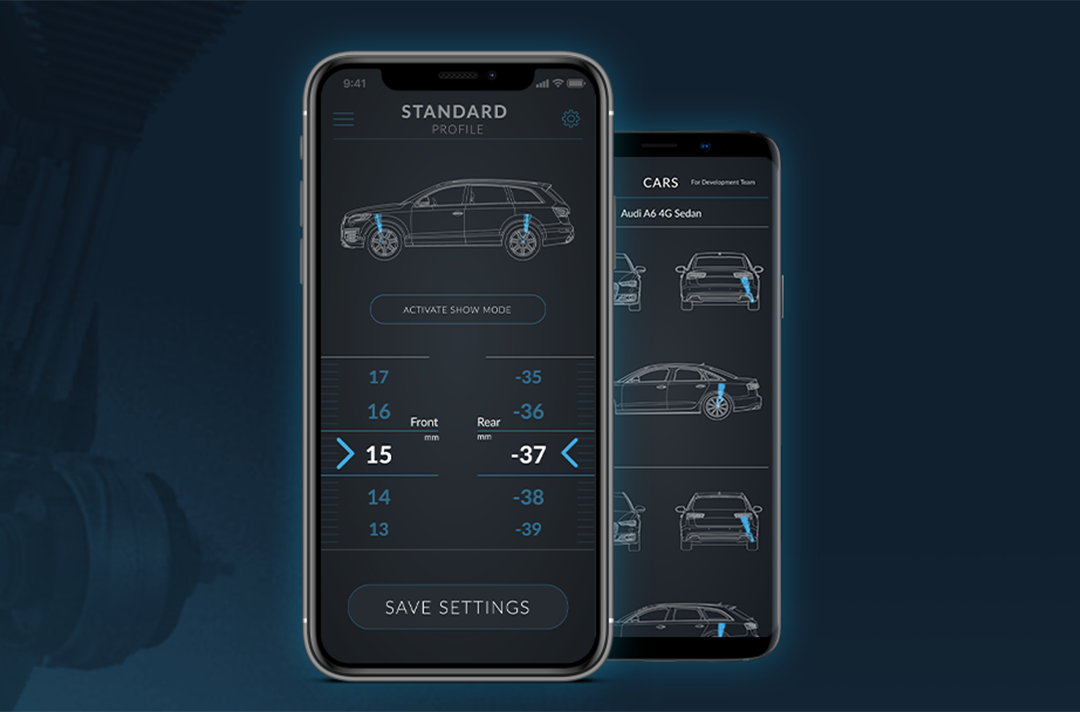 9:41
STANDARD
PROFILE
ACTIVATE SHOW MODE
17
16
15
14
13
Front
mm
Rear
mm
-35
-36
-37
-38
-39
SAVE SETTINGS
CARS
For Development Team
Audi A6 4G Sedan